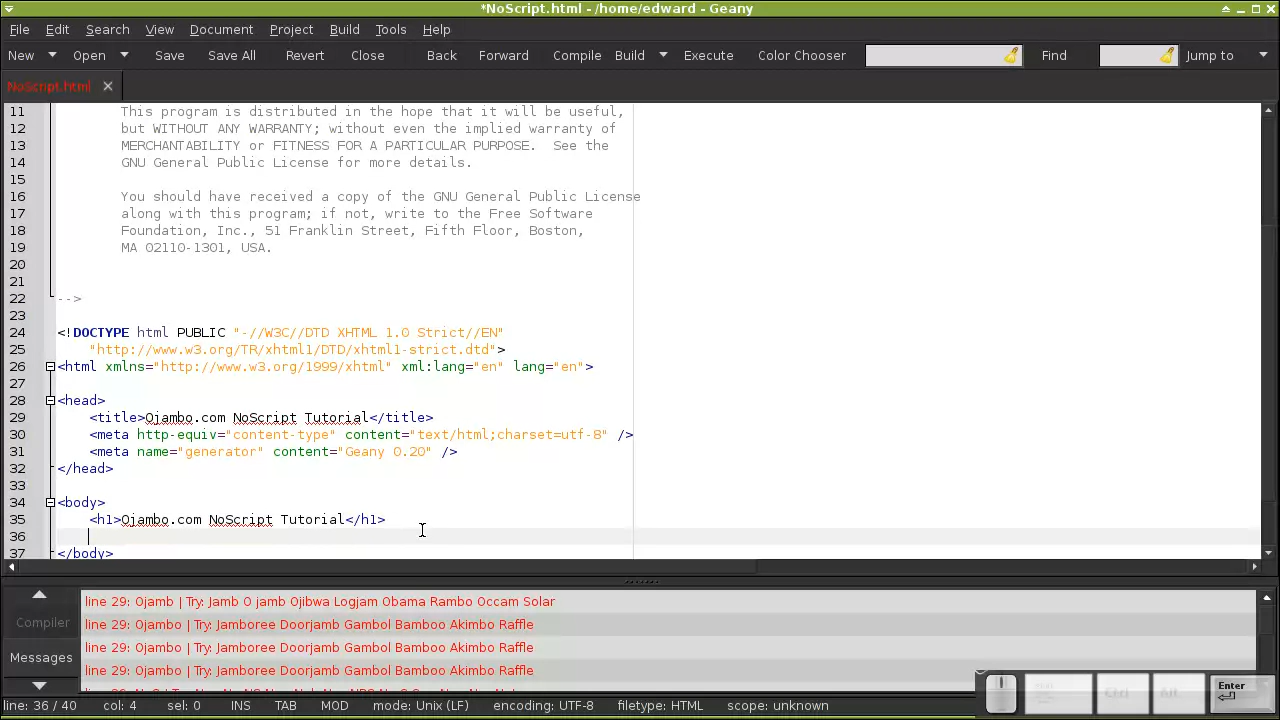 *NoScript.html - /home/edward - Geany
File Edit Search View Document Project Build Tools Help
New Open Save Save All Revert Close Back Forward Compile Build Execute Color Chooser Find Jump to
NoScript.html
11 This program is distributed in the hope that it will be useful,
12 but WITHOUT ANY WARRANTY; without even the implied warranty of
13 MERCHANTABILITY or FITNESS FOR A PARTICULAR PURPOSE.  See the
14 GNU General Public License for more details.
15
16 You should have received a copy of the GNU General Public License
17 along with this program; if not, write to the Free Software
18 Foundation, Inc., 51 Franklin Street, Fifth Floor, Boston,
19 MA 02110-1301, USA.
20
21
22 -->
23
24 <!DOCTYPE html PUBLIC "-//W3C//DTD XHTML 1.0 Strict//EN"
25 "http://www.w3.org/TR/xhtml1/DTD/xhtml1-strict.dtd">
26 <html xmlns="http://www.w3.org/1999/xhtml" xml:lang="en" lang="en">
27
28 <head>
29 <title>Ojambo.com NoScript Tutorial</title>
30 <meta http-equiv="content-type" content="text/html;charset=utf-8" />
31 <meta name="generator" content="Geany 0.20" />
32 </head>
33
34 <body>
35 <h1>Ojambo.com NoScript Tutorial</h1>
36
37 </body>
Compiler
Messages
line 29: Ojamb | Try: Jamb O jamb Ojibwa Logjam Obama Rambo Occam Solar
line 29: Ojambo | Try: Jamboree Doorjamb Gambol Bamboo Akimbo Raffle
line 29: Ojambo | Try: Jamboree Doorjamb Gambol Bamboo Akimbo Raffle
line 29: Ojambo | Try: Jamboree Doorjamb Gambol Bamboo Akimbo Raffle
Ctrl Alt Enter
line: 36 / 40 col: 4 sel: 0 INS TAB MOD mode: Unix (LF) encoding: UTF-8 filetype: HTML scope: unknown